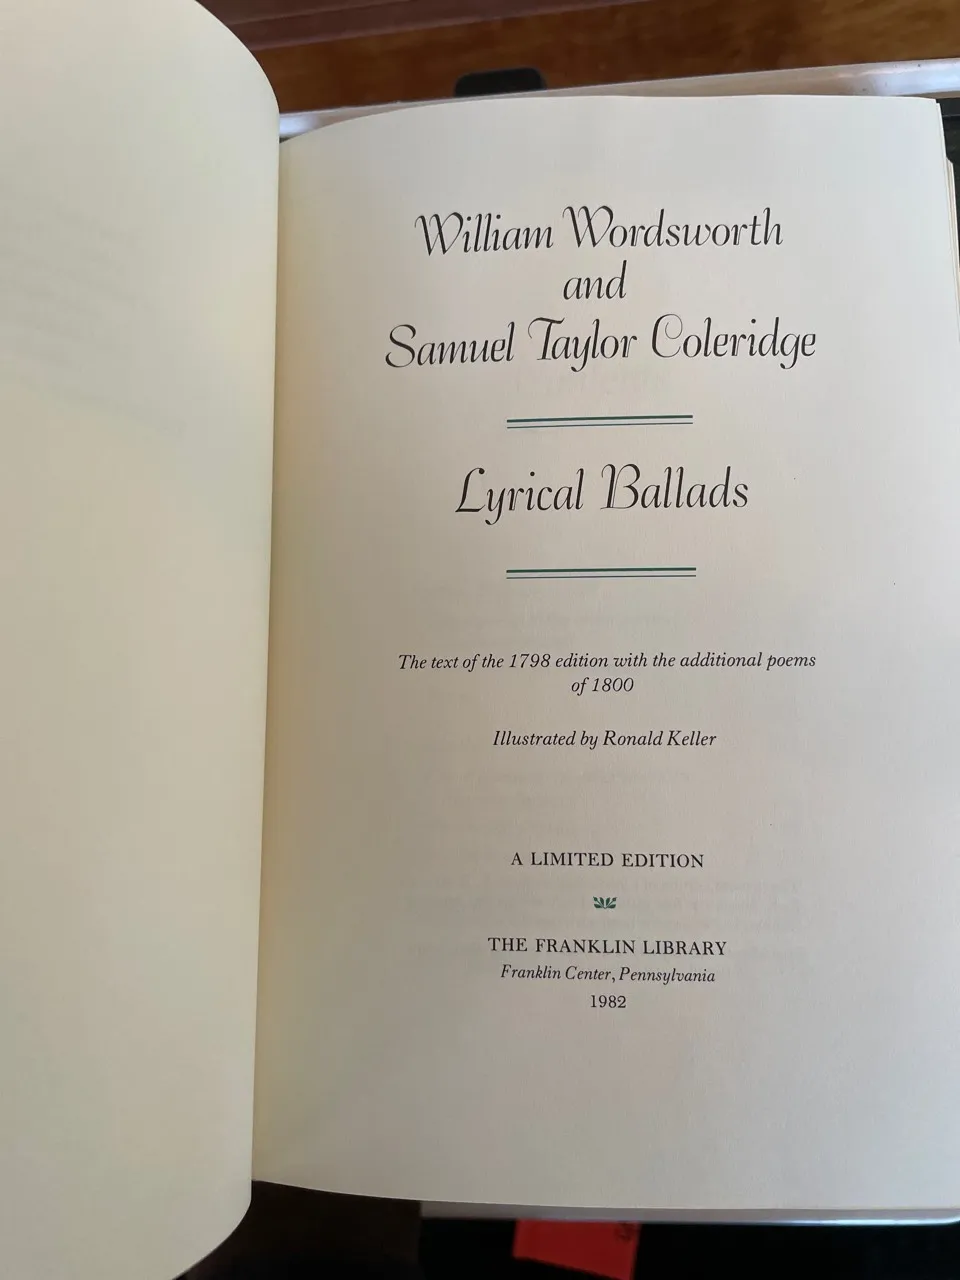 William Wordsworth
and
Samuel Taylor Coleridge
Lyrical Ballads
The text of the 1798 edition with the additional poems
of 1800
Illustrated by Ronald Keller
A LIMITED EDITION
THE FRANKLIN LIBRARY
Franklin Center, Pennsylvania
1982